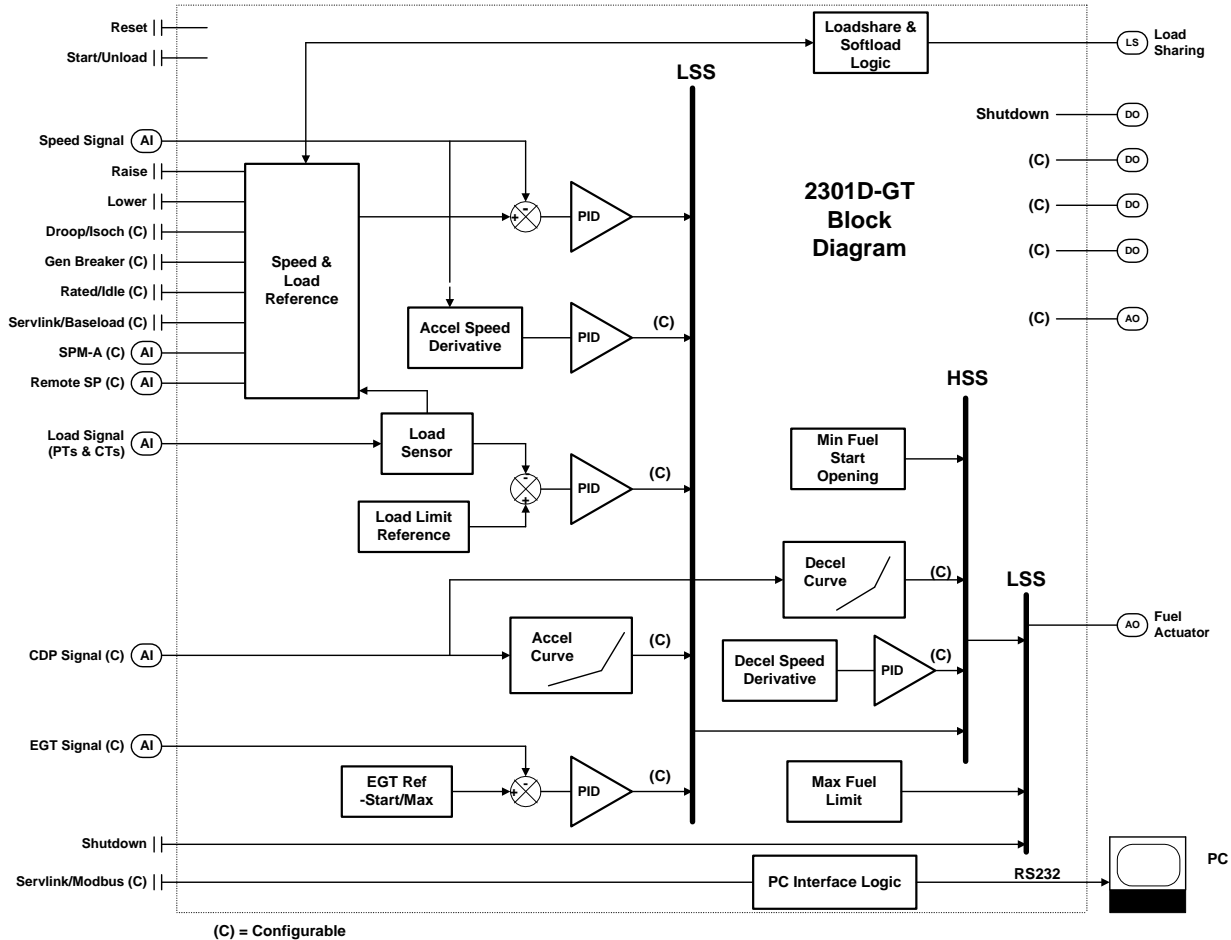 Reset
Start/Unload
Loadshare &
Softload
Logic
LS
Load
Sharing
LSS
Speed Signal
AI
Shutdown
DO
Raise
Lower
Droop/Isoch (C)
Gen Breaker (C)
Rated/Idle (C)
Servlink/Baseload (C)
SPM-A (C)
AI
Remote SP (C)
AI
Speed &
Load
Reference
-
+
PID
2301D-GT
Block
Diagram
(C)
DO
(C)
DO
(C)
DO
(C)
AO
Accel Speed
Derivative
PID
(C)
HSS
Load Signal
(PTs & CTs)
AI
Load
Sensor
-
+
PID
(C)
Load Limit
Reference
Min Fuel
Start
Opening
Decel
Curve
(C)
LSS
CDP Signal (C)
AI
Accel
Curve
(C)
Decel Speed
Derivative
PID
(C)
AO
Fuel
Actuator
EGT Signal (C)
AI
EGT Ref
-Start/Max
-
+
PID
(C)
Max Fuel
Limit
Shutdown
Servlink/Modbus (C)
PC Interface Logic
RS232
PC
(C) = Configurable